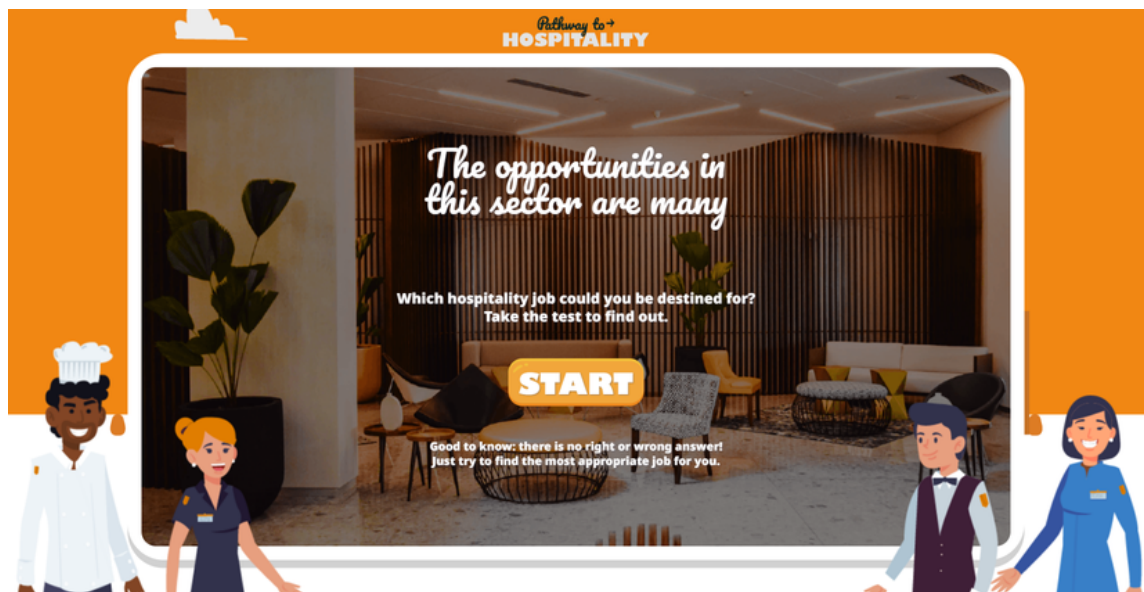 Pathway to→
HOSPITALITY
The opportunities in
this sector are many
Which hospitality job could you be destined for?
Take the test to find out.
START
Good to know: there is no right or wrong answer!
Just try to find the most appropriate job for you.